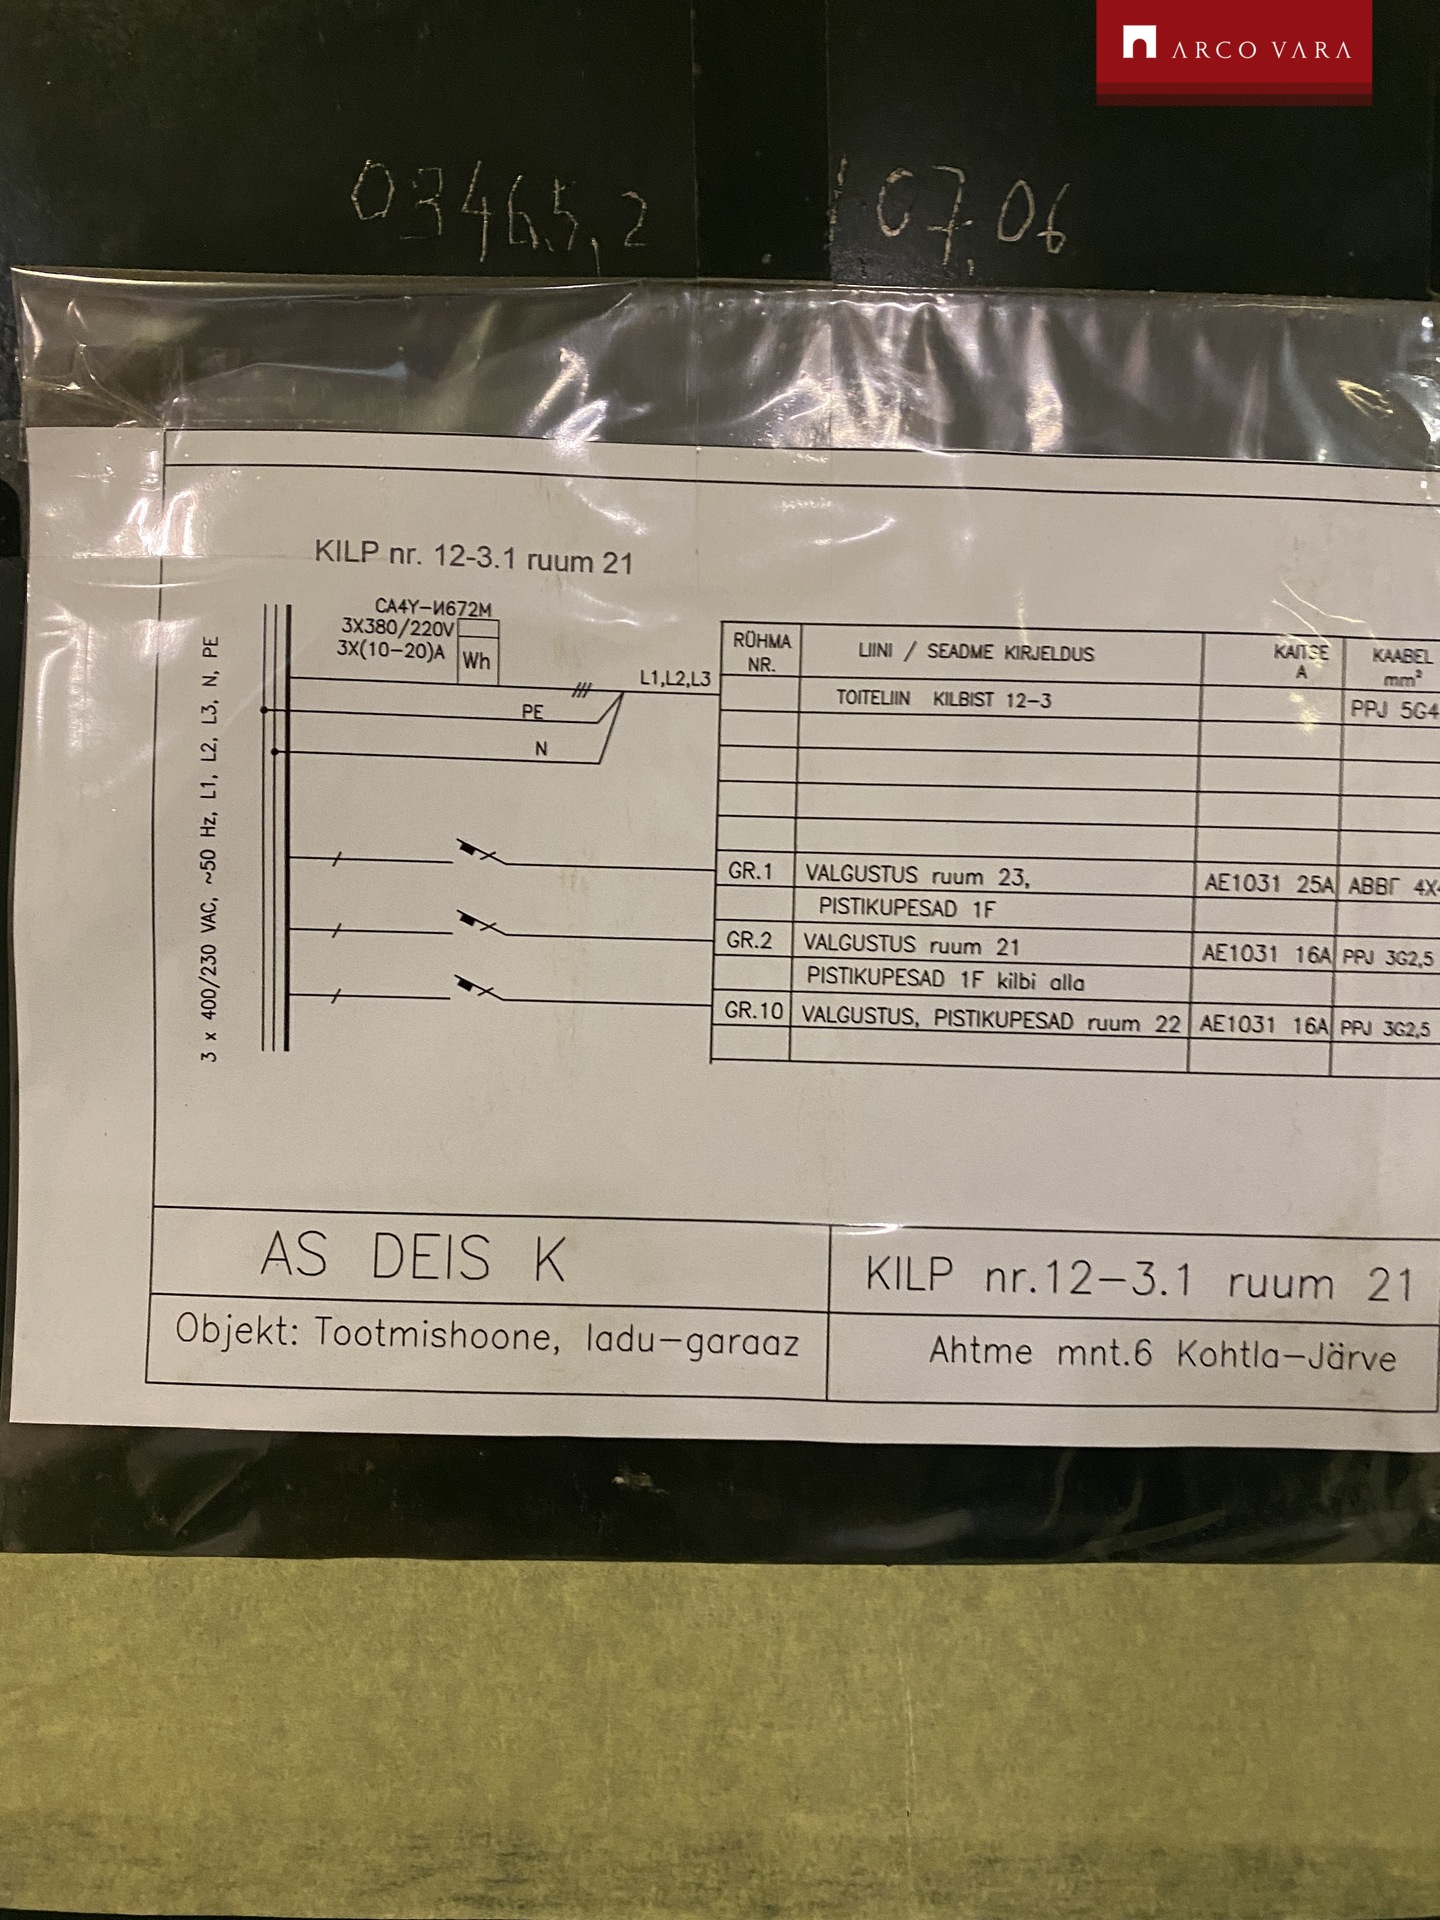 ARCO VARA
03465,2 107,06
KILP nr. 12-3.1 ruum 21
CA4Y-И672M
3X380/220V
3X(10-20)A
Wh
L1,L2,L3
PE
N
3 x 400/230 VAC, ~50 Hz, L1, L2, L3, N, PE
RÜHMA NR. LIINI / SEADME KIRJELDUS KAITSE A KAABEL mm²
TOITELIIN KILBIST 12-3 PPJ 5G4
GR.1 VALGUSTUS ruum 23, AE1031 25A ABBГ 4X
PISTIKUPESAD 1F
GR.2 VALGUSTUS ruum 21 AE1031 16A PPJ 3G2,5
PISTIKUPESAD 1F kilbi alla
GR.10 VALGUSTUS, PISTIKUPESAD ruum 22 AE1031 16A PPJ 3G2,5
AS DEIS K
KILP nr.12-3.1 ruum 21
Objekt: Tootmishoone, ladu-garaaz
Ahtme mnt.6 Kohtla-Järve